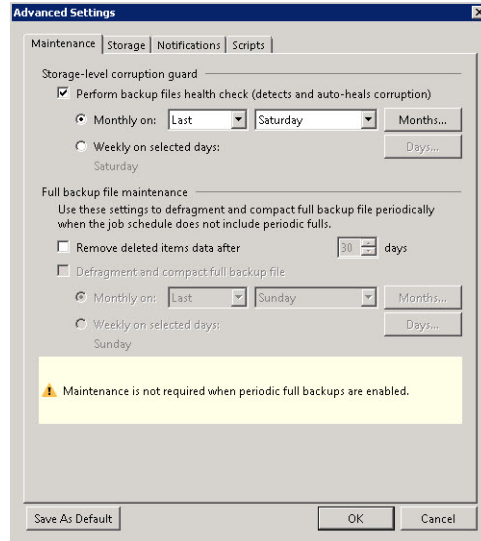 Advanced Settings
Maintenance Storage Notifications Scripts
Storage-level corruption guard
Perform backup files health check (detects and auto-heals corruption)
Monthly on: Last Saturday Months...
Weekly on selected days: Days...
Saturday
Full backup file maintenance
Use these settings to defragment and compact full backup file periodically
when the job schedule does not include periodic fulls.
Remove deleted items data after 30 days
Defragment and compact full backup file
Monthly on: Last Sunday Months...
Weekly on selected days: Days...
Sunday
Maintenance is not required when periodic full backups are enabled.
Save As Default OK Cancel